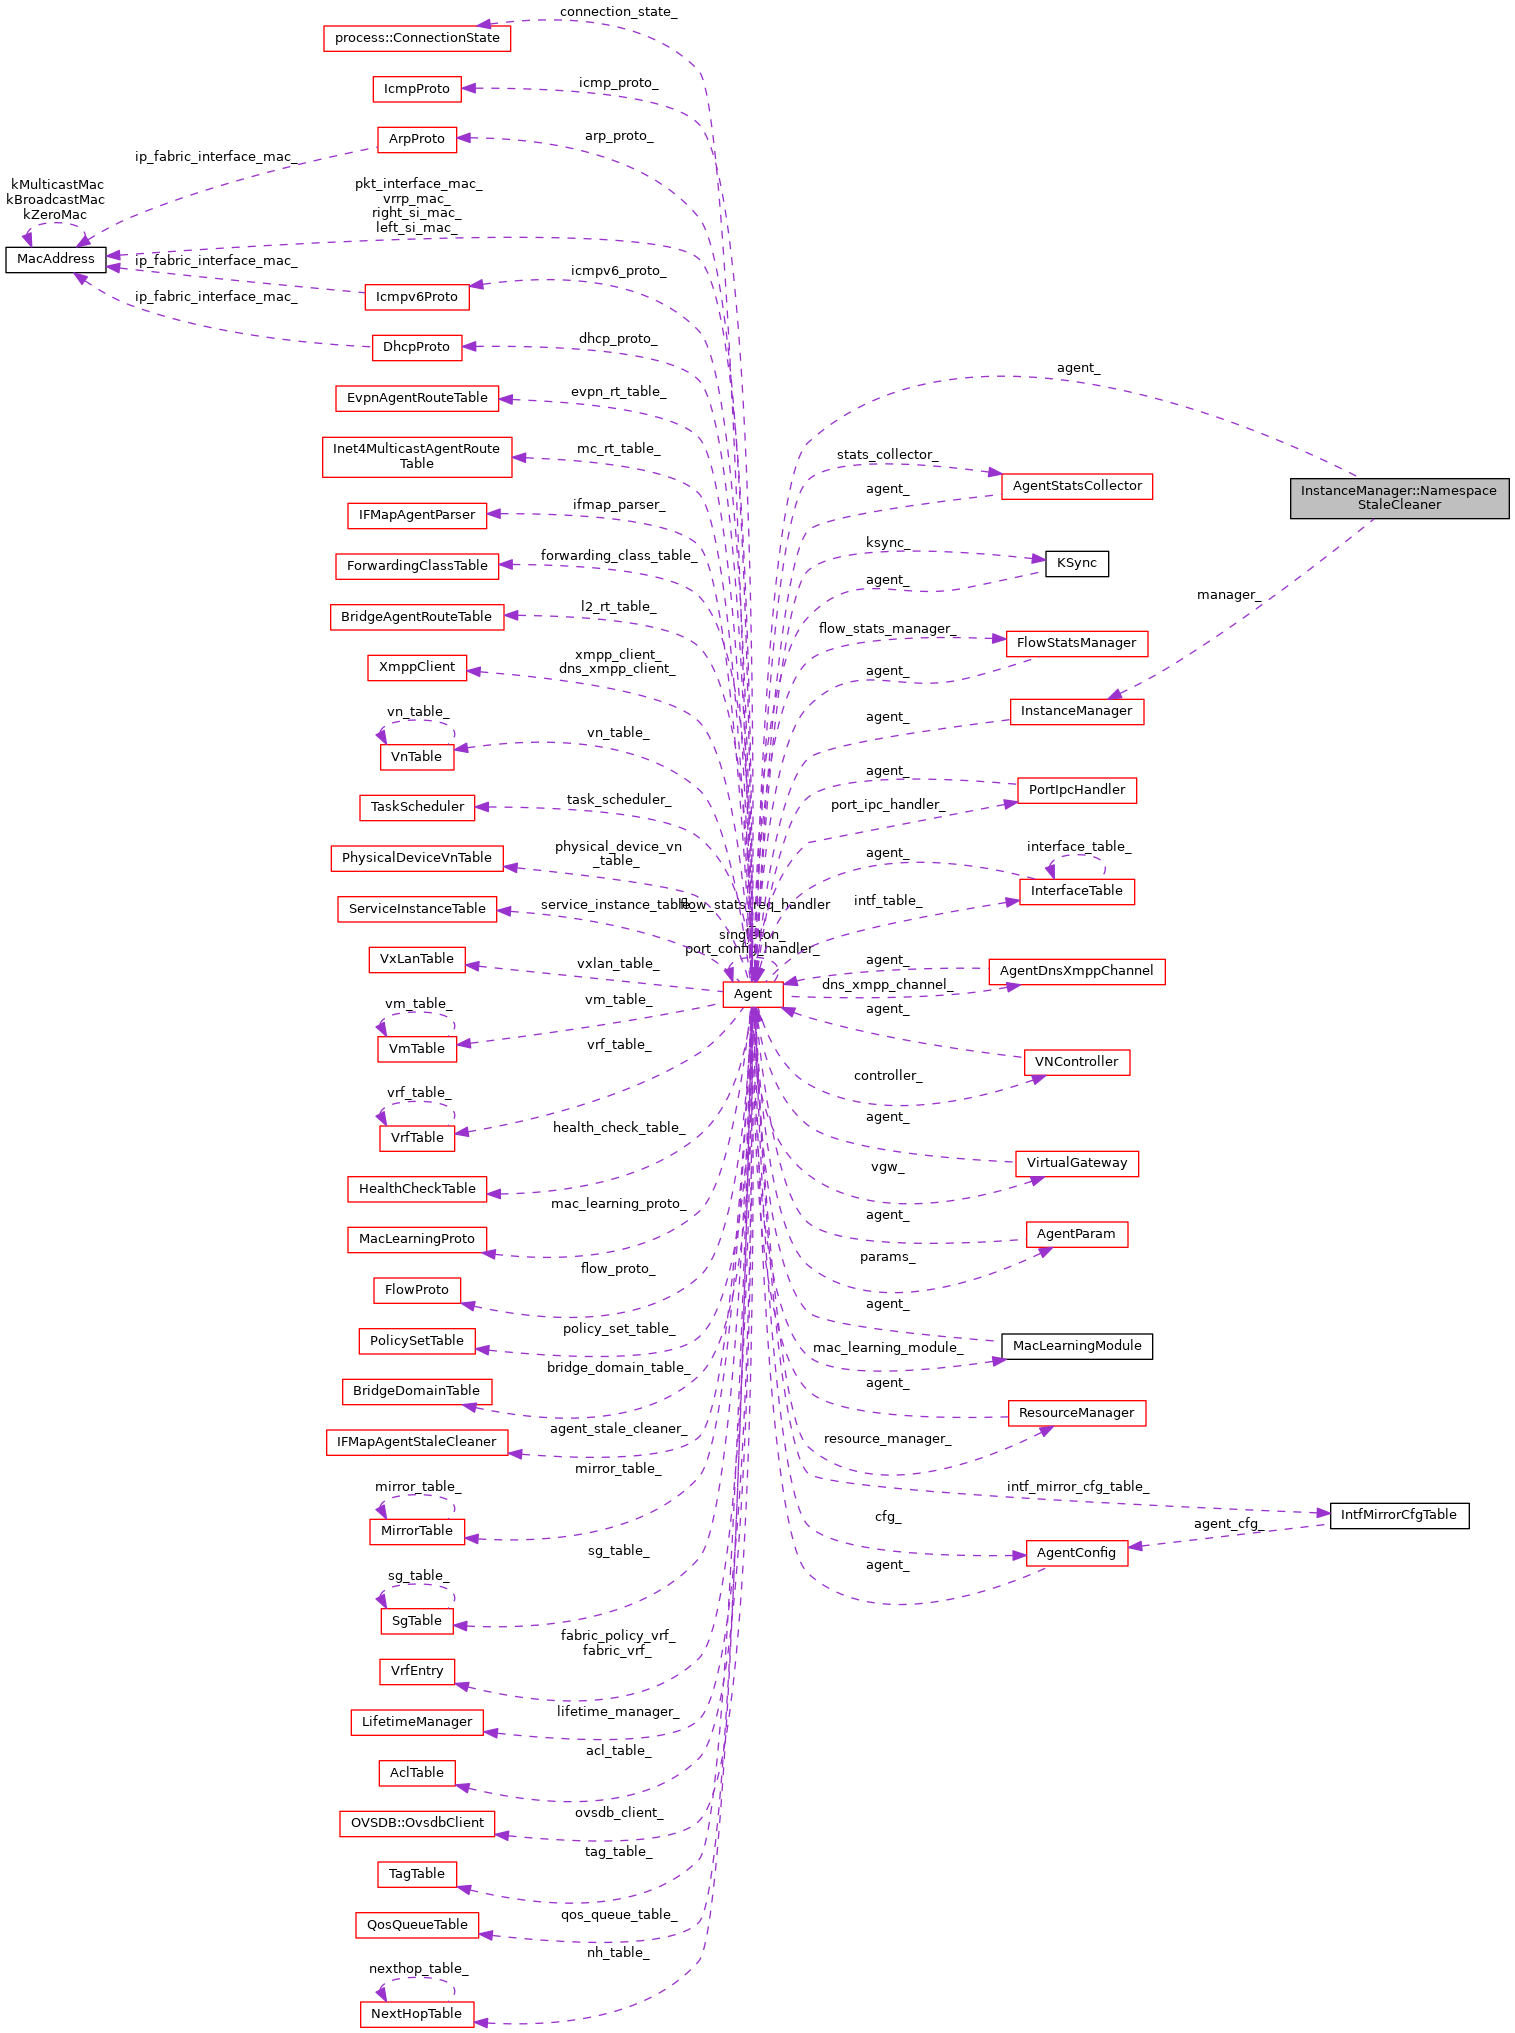 connection_state_
process::ConnectionState
icmp_proto_
IcmpProto
arp_proto_
ArpProto
ip_fabric_interface_mac_
kMulticastMac
kBroadcastMac
kZeroMac
pkt_interface_mac_
vrrp_mac_
right_si_mac_
left_si_mac_
MacAddress
ip_fabric_interface_mac_
icmpv6_proto_
Icmpv6Proto
ip_fabric_interface_mac_
dhcp_proto_
DhcpProto
agent_
evpn_rt_table_
EvpnAgentRouteTable
mc_rt_table_
Inet4MulticastAgentRoute
Table
stats_collector_
AgentStatsCollector
agent_
InstanceManager::Namespace
StaleCleaner
ifmap_parser_
IFMapAgentParser
ksync_
forwarding_class_table_
ForwardingClassTable
KSync
agent_
l2_rt_table_
BridgeAgentRouteTable
manager_
flow_stats_manager_
FlowStatsManager
xmpp_client_
dns_xmpp_client_
XmppClient
agent_
vn_table_
InstanceManager
agent_
vn_table_
VnTable
agent_
PortIpcHandler
task_scheduler_
TaskScheduler
port_ipc_handler_
physical_device_vn
_table_
PhysicalDeviceVnTable
interface_table_
agent_
InterfaceTable
service_instance_table_
flow_stats_req_handler
_
ServiceInstanceTable
intf_table_
singleton_
port_config_handler_
vxlan_table_
VxLanTable
agent_
AgentDnsXmppChannel
dns_xmpp_channel_
Agent
vm_table_
vm_table_
agent_
VmTable
vrf_table_
VNController
controller_
vrf_table_
agent_
health_check_table_
VrfTable
vgw_
VirtualGateway
HealthCheckTable
mac_learning_proto_
agent_
MacLearningProto
AgentParam
params_
flow_proto_
FlowProto
agent_
policy_set_table_
PolicySetTable
mac_learning_module_
MacLearningModule
bridge_domain_table_
BridgeDomainTable
agent_
ResourceManager
agent_stale_cleaner_
IFMapAgentStaleCleaner
resource_manager_
mirror_table_
mirror_table_
intf_mirror_cfg_table_
IntfMirrorCfgTable
MirrorTable
cfg_
agent_cfg_
sg_table_
AgentConfig
sg_table_
agent_
SgTable
fabric_policy_vrf_
fabric_vrf_
VrfEntry
lifetime_manager_
LifetimeManager
acl_table_
AclTable
ovsdb_client_
OVSDB::OvsdbClient
tag_table_
TagTable
qos_queue_table_
QosQueueTable
nh_table_
nexthop_table_
NextHopTable